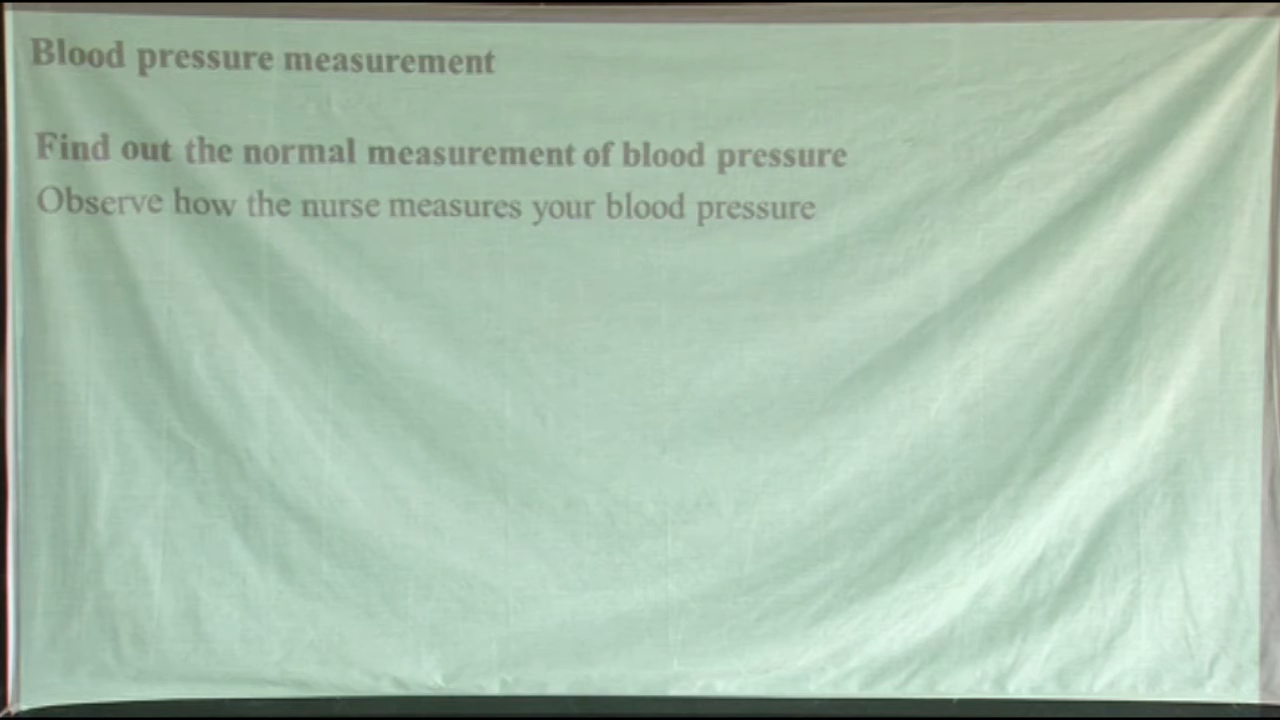 Blood pressure measurement
Find out the normal measurement of blood pressure
Observe how the nurse measures your blood pressure